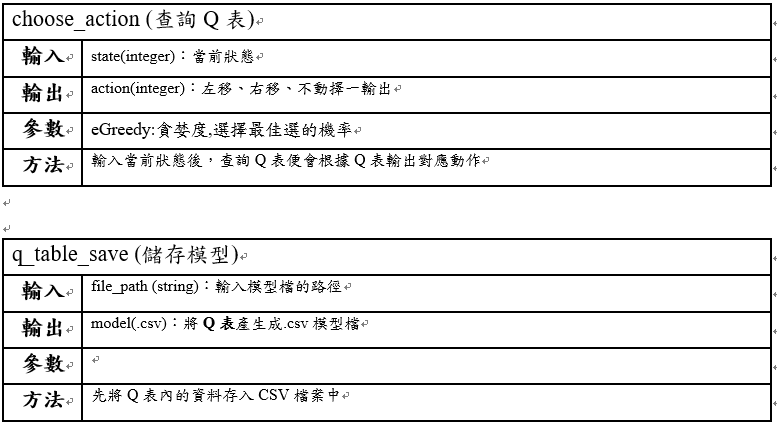 choose_action (查詢 Q 表)
輸入 state(integer)：當前狀態
輸出 action(integer)：左移、右移、不動擇一輸出
參數 eGreedy:貪婪度,選擇最佳選的機率
方法 輸入當前狀態後，查詢 Q 表便會根據 Q 表輸出對應動作
q_table_save (儲存模型)
輸入 file_path (string)：輸入模型檔的路徑
輸出 model(.csv)：將 Q 表產生成.csv 模型檔
參數
方法 先將 Q 表內的資料存入 CSV 檔案中